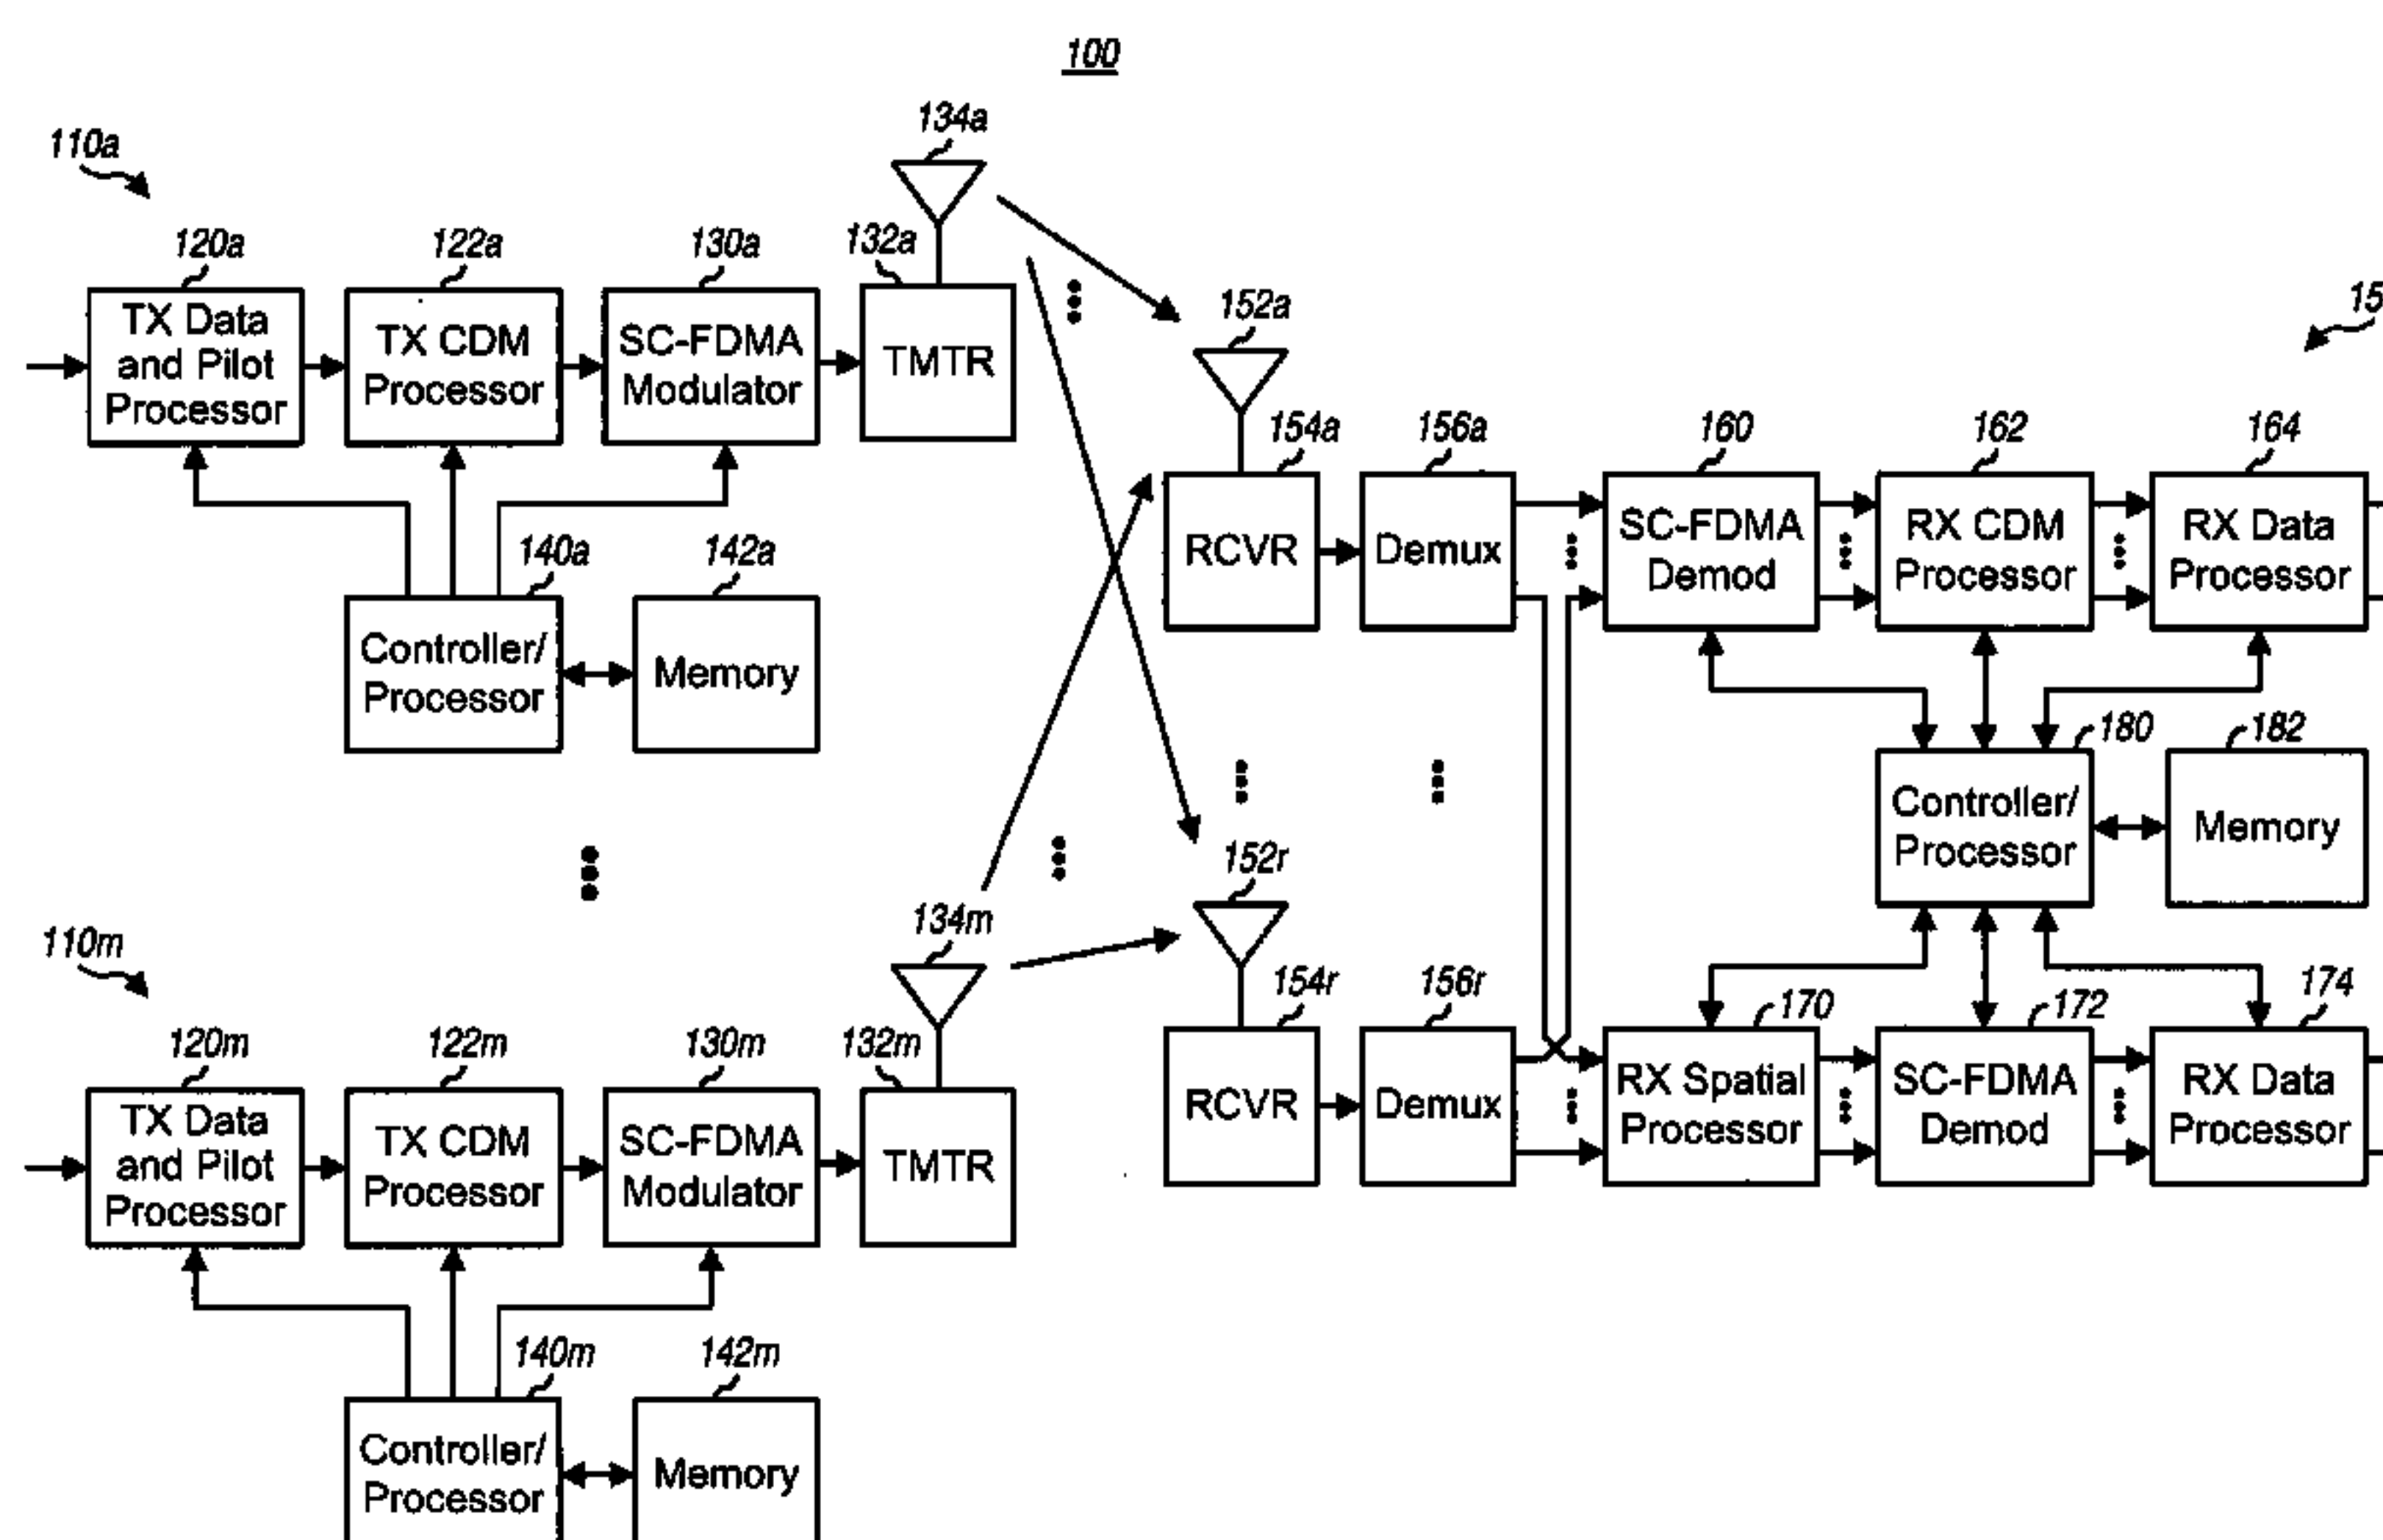 100
110a
134a
120a
122a
130a
132a
TX Data
and Pilot
Processor
TX CDM
Processor
SC-FDMA
Modulator
TMTR
140a
142a
Controller/
Processor
Memory
152a
154a
156a
160
162
164
RCVR
Demux
SC-FDMA
Demod
RX CDM
Processor
RX Data
Processor
180
182
Controller/
Processor
Memory
110m
134m
120m
122m
130m
132m
TX Data
and Pilot
Processor
TX CDM
Processor
SC-FDMA
Modulator
TMTR
140m
142m
Controller/
Processor
Memory
152r
154r
156r
170
172
174
RCVR
Demux
RX Spatial
Processor
SC-FDMA
Demod
RX Data
Processor